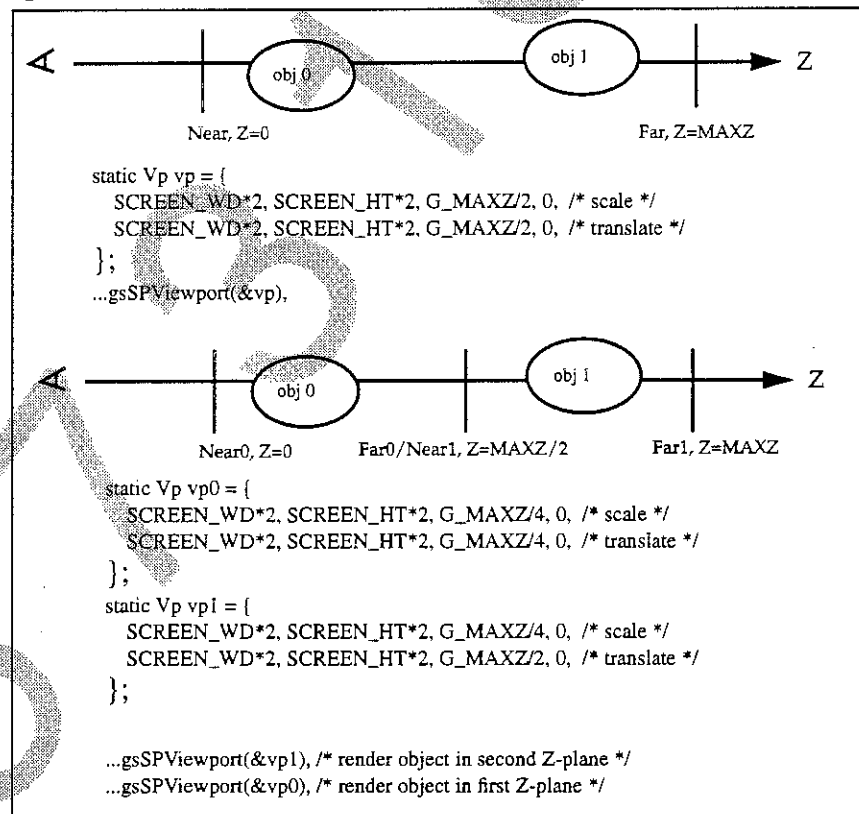 obj 0
obj 1
Z
Near, Z=0
Far, Z=MAXZ
static Vp vp = {
SCREEN_WD*2, SCREEN_HT*2, G_MAXZ/2, 0, /* scale */
SCREEN_WD*2, SCREEN_HT*2, G_MAXZ/2, 0, /* translate */
};
...gsSPViewport(&vp),
obj 0
obj 1
Z
Near0, Z=0
Far0/Near1, Z=MAXZ/2
Far1, Z=MAXZ
static Vp vp0 = {
SCREEN_WD*2, SCREEN_HT*2, G_MAXZ/4, 0, /* scale */
SCREEN_WD*2, SCREEN_HT*2, G_MAXZ/4, 0, /* translate */
};
static Vp vp1 = {
SCREEN_WD*2, SCREEN_HT*2, G_MAXZ/4, 0, /* scale */
SCREEN_WD*2, SCREEN_HT*2, G_MAXZ/2, 0, /* translate */
};
...gsSPViewport(&vp1), /* render object in second Z-plane */
...gsSPViewport(&vp0), /* render object in first Z-plane */